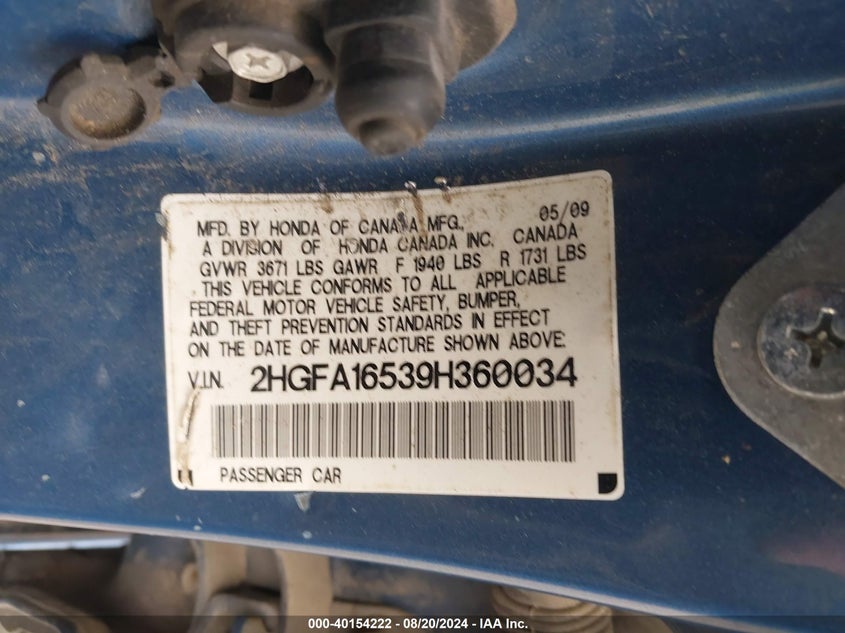 05/09
MFD. BY HONDA OF CANADA MFG.,
A DIVISION OF HONDA CANADA INC. CANADA
GVWR 3671 LBS GAWR F 1940 LBS R 1731 LBS
THIS VEHICLE CONFORMS TO ALL APPLICABLE
FEDERAL MOTOR VEHICLE SAFETY, BUMPER,
AND THEFT PREVENTION STANDARDS IN EFFECT
ON THE DATE OF MANUFACTURE SHOWN ABOVE:
V.I.N. 2HGFA16539H360034
PASSENGER CAR
000-40154222 - 08/20/2024 - IAA Inc.